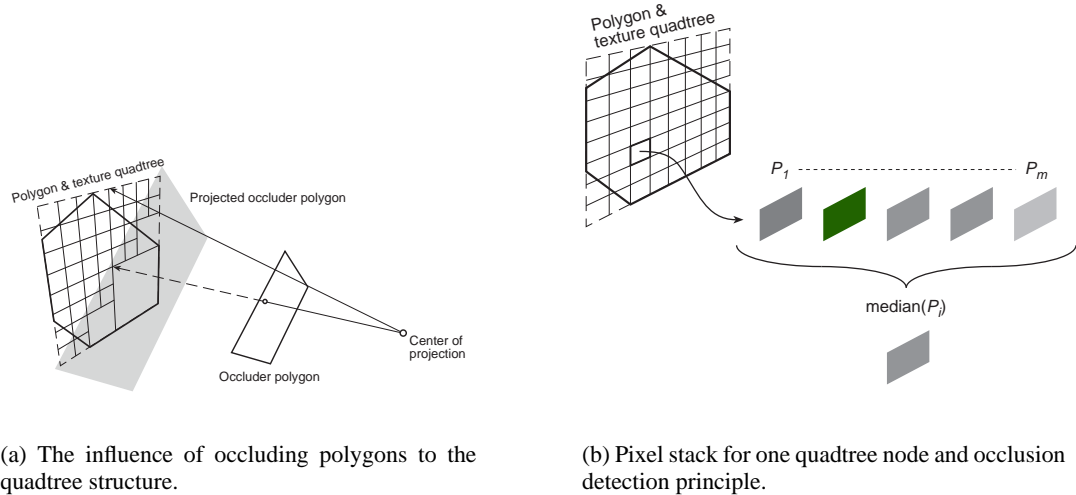 Polygon & texture quadtree
Projected occluder polygon
Center of
projection
Occluder polygon
(a) The influence of occluding polygons to the
quadtree structure.
Polygon &
texture quadtree
P1 Pm
median(Pi)
(b) Pixel stack for one quadtree node and occlusion
detection principle.